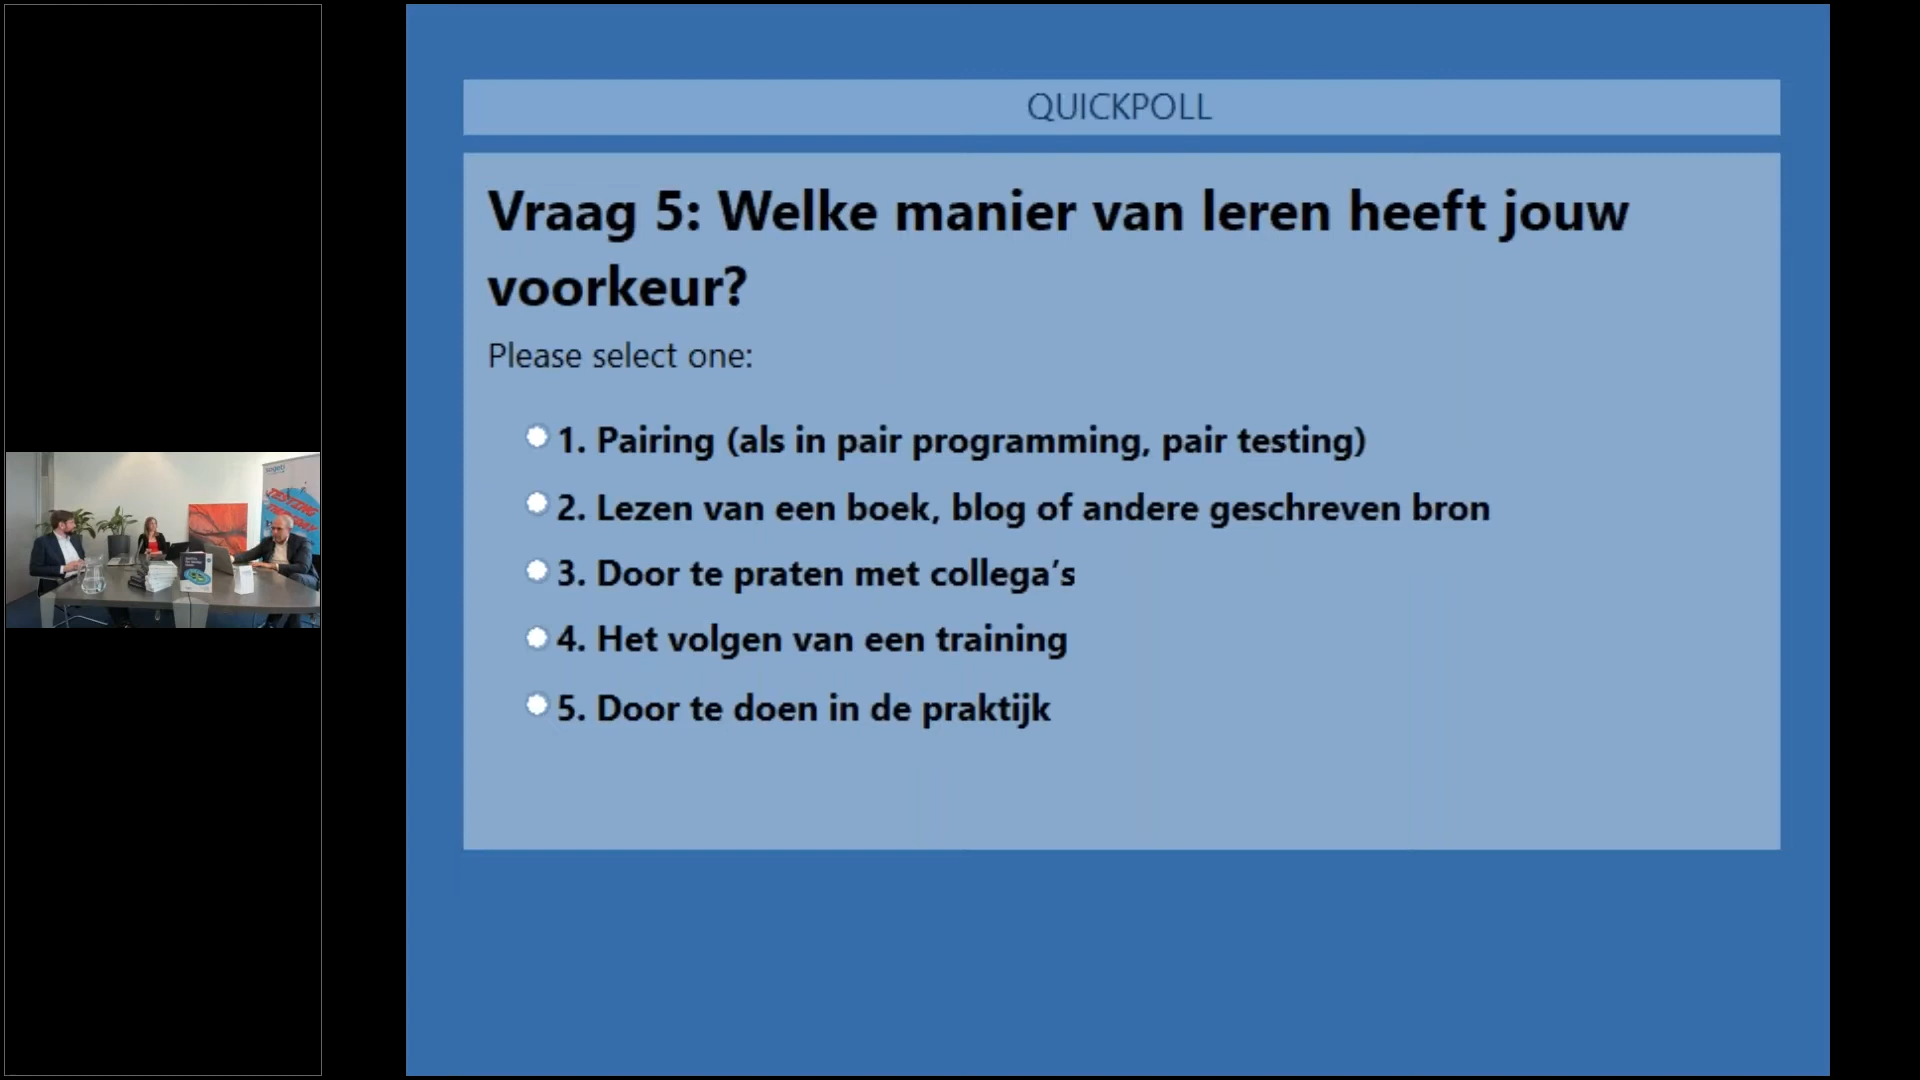 QUICKPOLL
Vraag 5: Welke manier van leren heeft jouw
voorkeur?
Please select one:
1. Pairing (als in pair programming, pair testing)
2. Lezen van een boek, blog of andere geschreven bron
3. Door te praten met collega's
4. Het volgen van een training
5. Door te doen in de praktijk
sogeti
TESTING